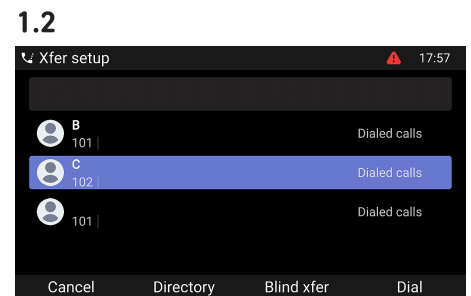 1.2
Xfer setup 17:57
B
101 Dialed calls
C
102 Dialed calls
101 Dialed calls
Cancel Directory Blind xfer Dial